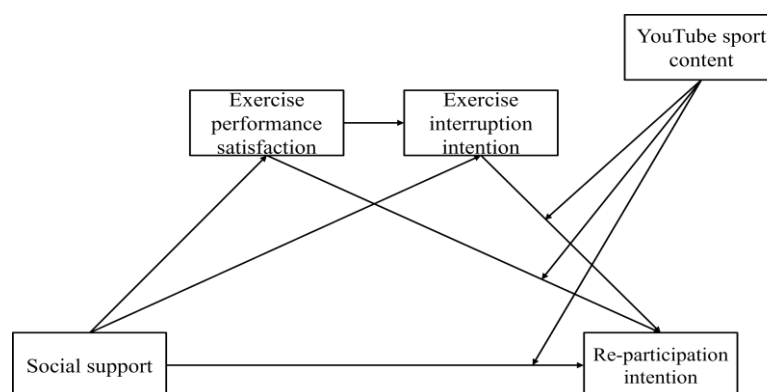 YouTube sport
content
Exercise
performance
satisfaction
Exercise
interruption
intention
Social support
Re-participation
intention